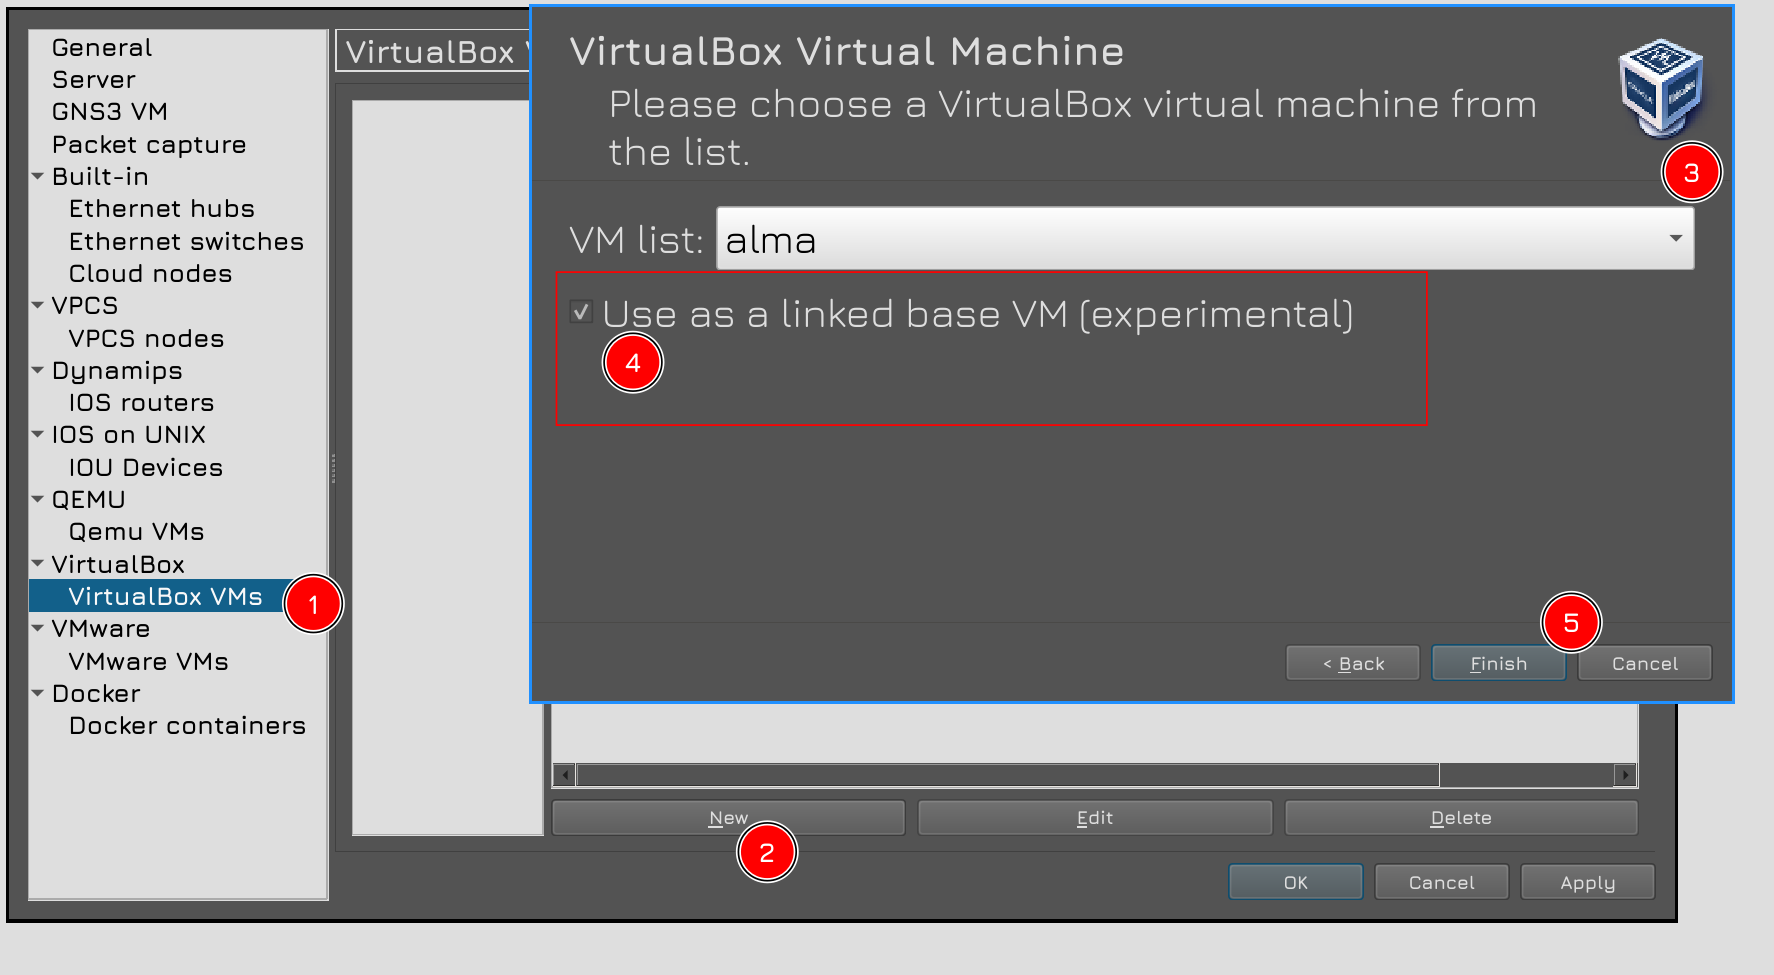 General
Server
GNS3 VM
Packet capture
Built-in
Ethernet hubs
Ethernet switches
Cloud nodes
VPCS
VPCS nodes
Dynamips
IOS routers
IOS on UNIX
IOU Devices
QEMU
Qemu VMs
VirtualBox
VirtualBox VMs
1
VMware
VMware VMs
Docker
Docker containers
VirtualBox
VirtualBox Virtual Machine
Please choose a VirtualBox virtual machine from
the list.
3
VM list: alma
Use as a linked base VM (experimental)
4
5
< Back Finish Cancel
New Edit Delete
2
OK Cancel Apply